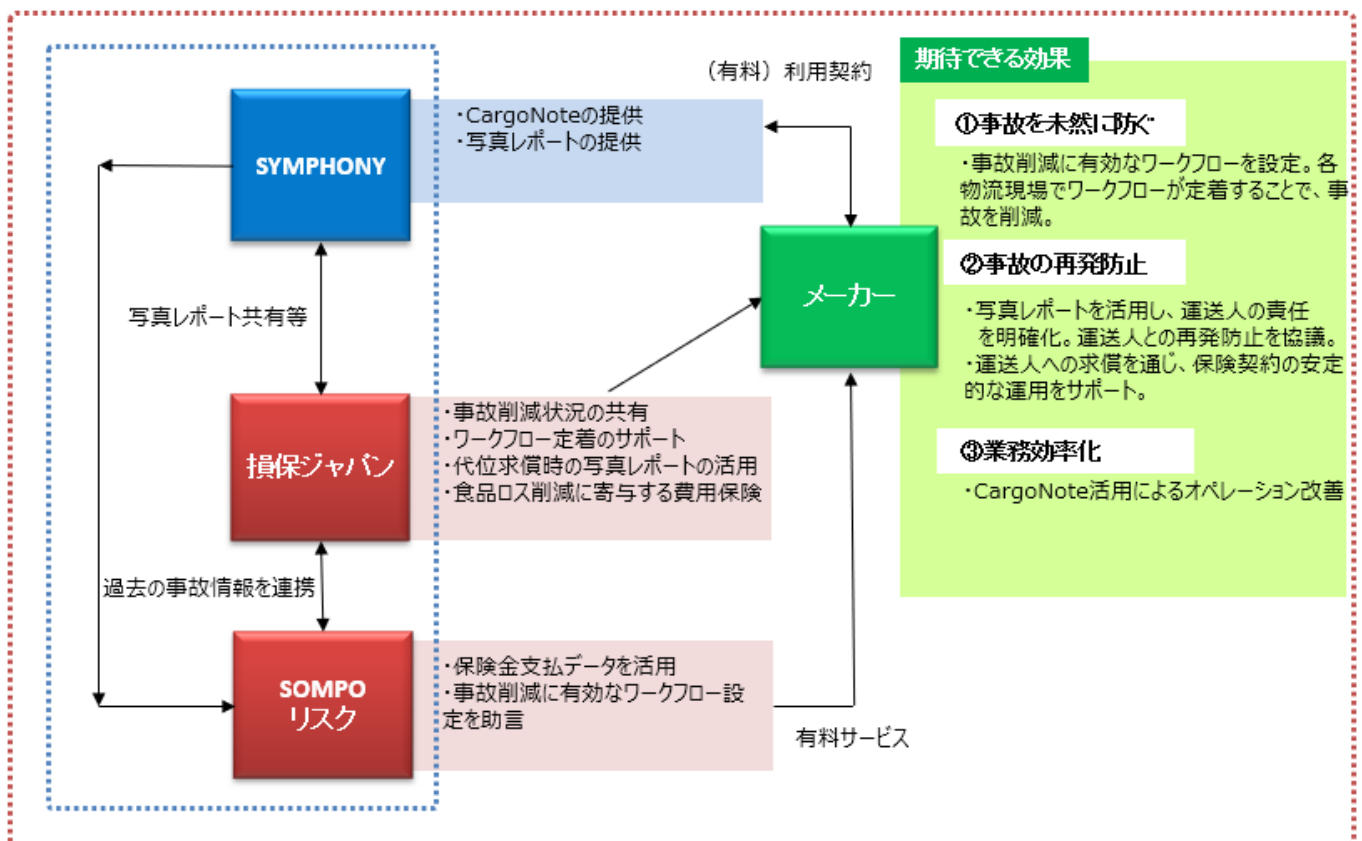 (有料)利用契約
SYMPHONY
・CargoNoteの提供
・写真レポートの提供
写真レポート共有等
メーカー
損保ジャパン
・事故削減状況の共有
・ワークフロー定着のサポート
・代位求償時の写真レポートの活用
・食品ロス削減に寄与する費用保険
過去の事故情報を連携
SOMPO
リスク
・保険金支払データを活用
・事故削減に有効なワークフロー設
定を助言
有料サービス
期待できる効果
①事故を未然に防ぐ
・事故削減に有効なワークフローを設定。各
物流現場でワークフローが定着することで、事
故を削減。
②事故の再発防止
・写真レポートを活用し、運送人の責任
を明確化。運送人との再発防止を協議。
・運送人への求償を通じ、保険契約の安定
的な運用をサポート。
③業務効率化
・CargoNote活用によるオペレーション改善